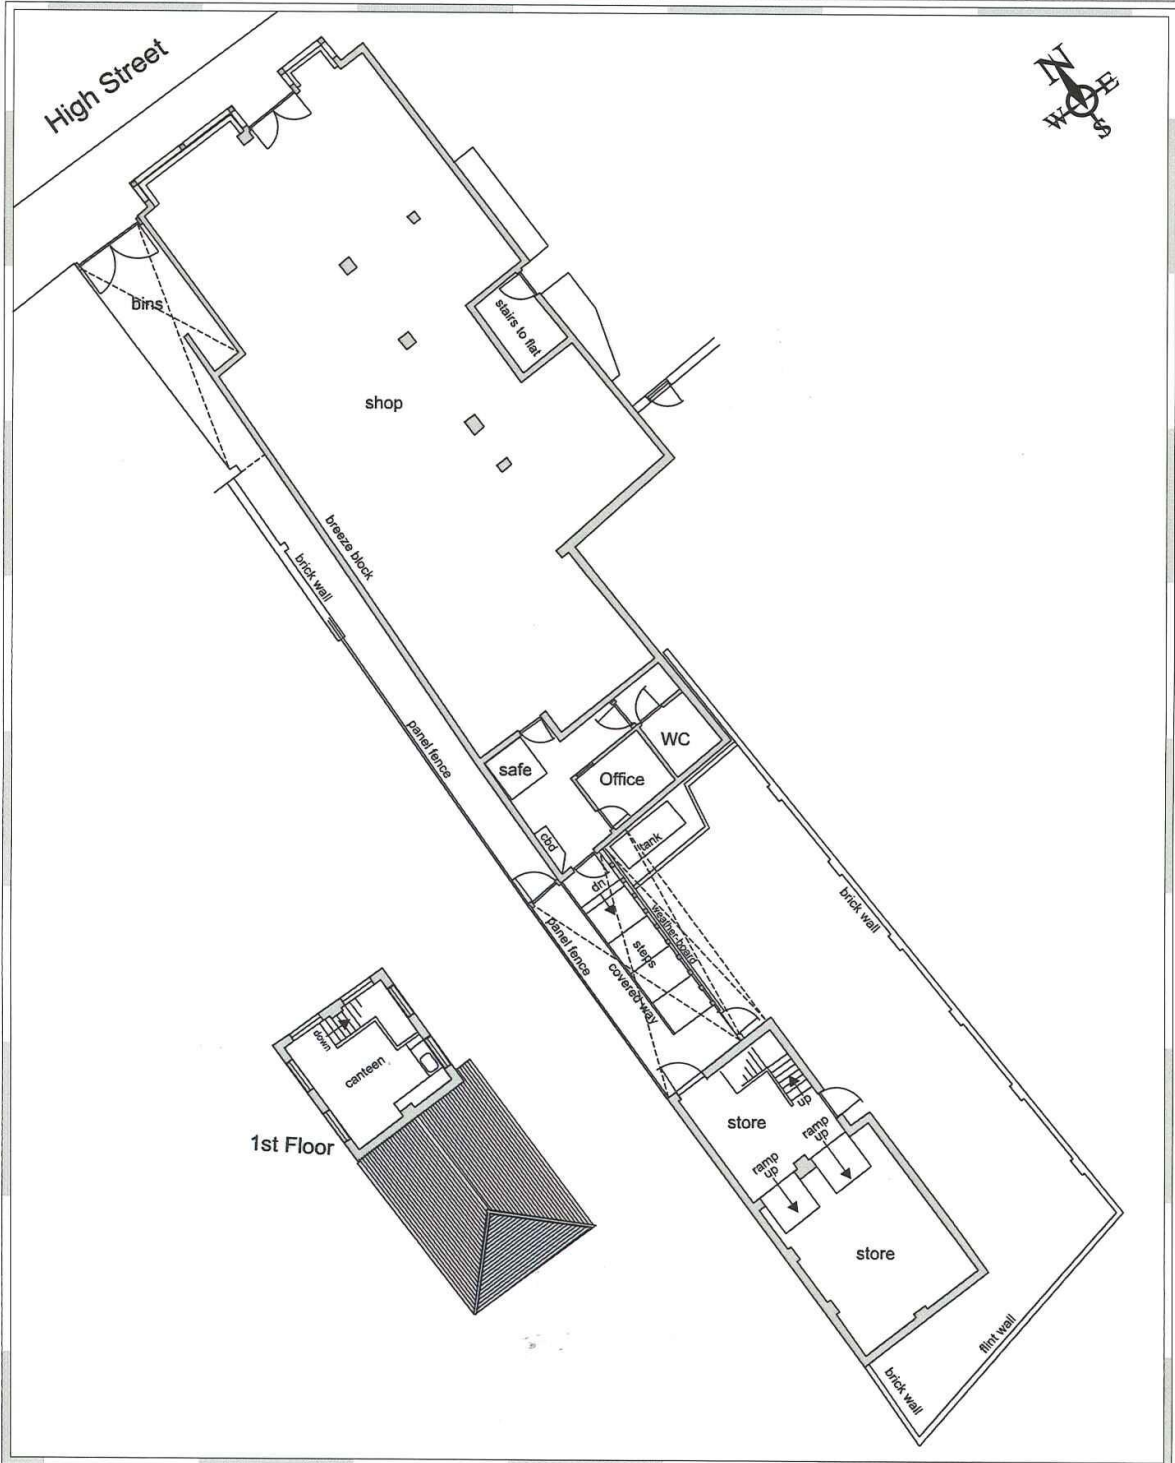 High Street
N
E
W
S
bins
stairs to flat
shop
breeze block
brick wall
panel fence
WC
safe
Office
cbd
tank
dn
weather-board
steps
brick wall
panel fence
covered way
down
canteen
1st Floor
up
store
ramp
up
ramp
up
store
flint wall
brick wall